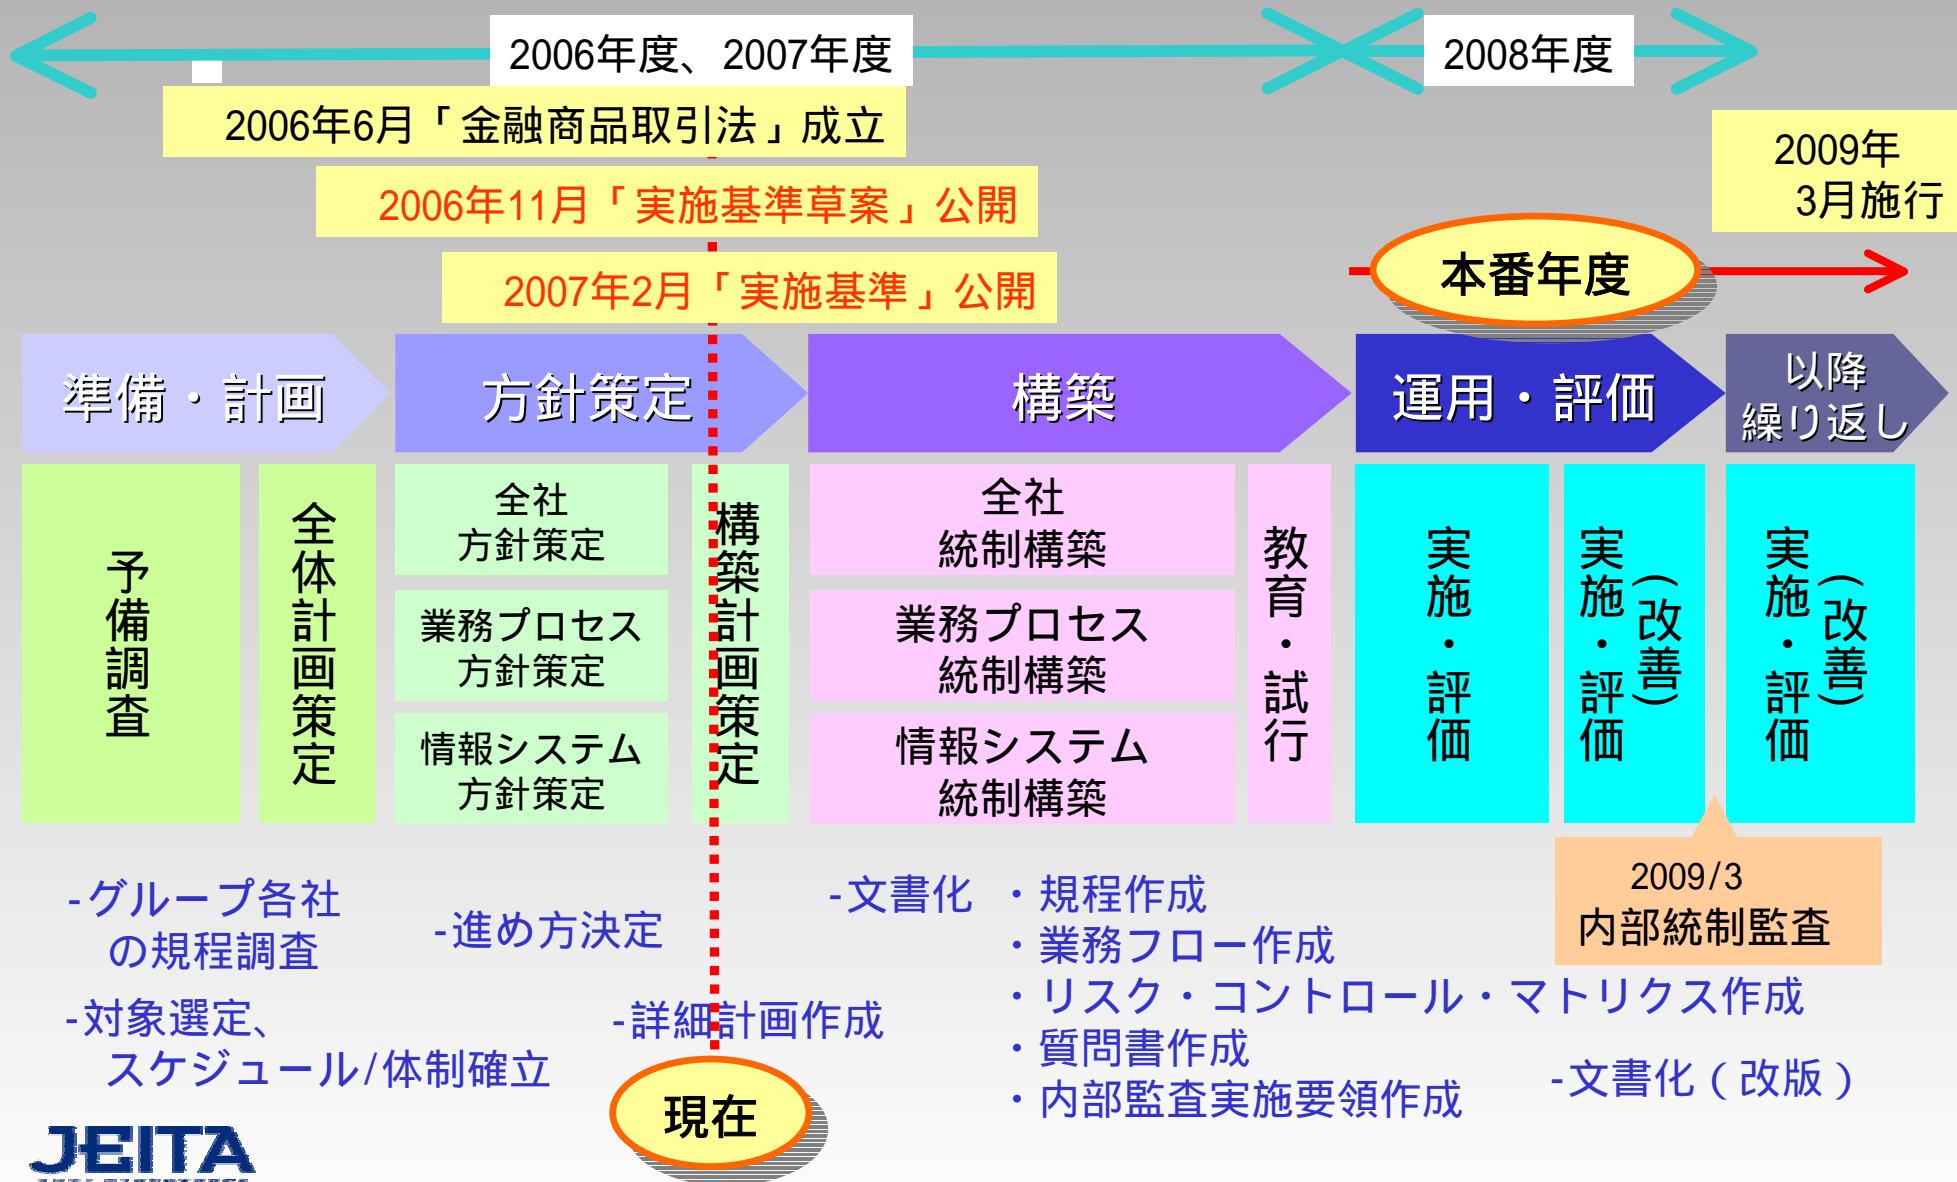 2006年度、2007年度
2008年度
2006年6月「金融商品取引法」成立
2006年11月「実施基準草案」公開
2007年2月「実施基準」公開
2009年
3月施行
本番年度
準備・計画
方針策定
構築
運用・評価
以降
繰り返し
予備調査
全体計画策定
全社
方針策定
業務プロセス
方針策定
情報システム
方針策定
構築計画策定
全社
統制構築
業務プロセス
統制構築
情報システム
統制構築
教育・試行
実施・評価
実施・評価
(改善)
実施・評価
(改善)
2009/3
内部統制監査
-グループ各社
の規程調査
-対象選定、
スケジュール/体制確立
-進め方決定
-詳細計画作成
-文書化 ・規程作成
・業務フロー作成
・リスク・コントロール・マトリクス作成
・質問書作成
・内部監査実施要領作成
-文書化(改版)
現在
JEITA